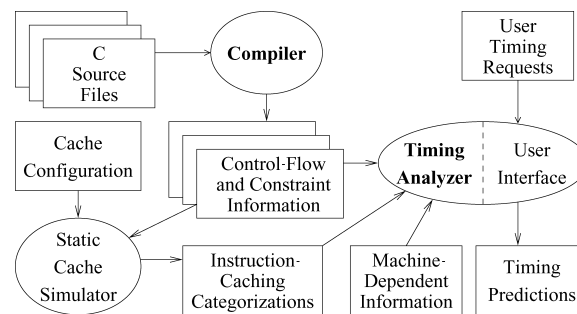 C
Source
Files
Compiler
User
Timing
Requests
Cache
Configuration
Control-Flow
and Constraint
Information
Timing
Analyzer
User
Interface
Static
Cache
Simulator
Instruction-
Caching
Categorizations
Machine-
Dependent
Information
Timing
Predictions